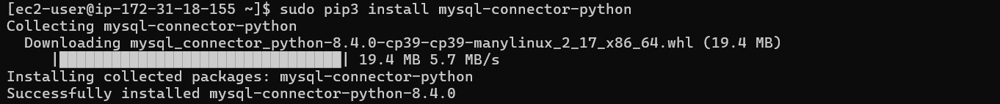 [ec2-user@ip-172-31-18-155 ~]$ sudo pip3 install mysql-connector-python
Collecting mysql-connector-python
  Downloading mysql_connector_python-8.4.0-cp39-cp39-manylinux_2_17_x86_64.whl (19.4 MB)
     |████████████████████████████████| 19.4 MB 5.7 MB/s
Installing collected packages: mysql-connector-python
Successfully installed mysql-connector-python-8.4.0